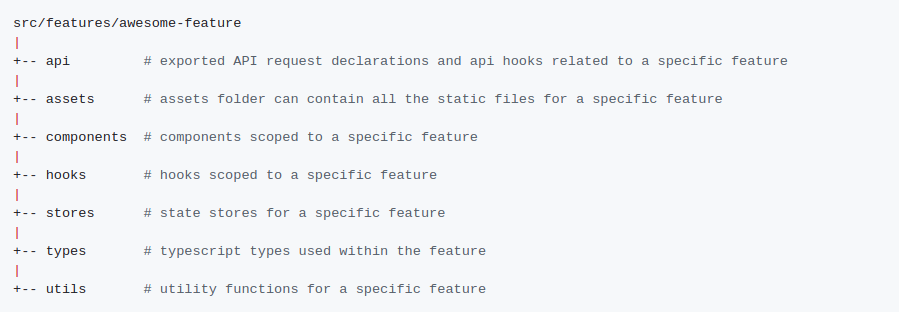 src/features/awesome-feature
|
+-- api         # exported API request declarations and api hooks related to a specific feature
|
+-- assets      # assets folder can contain all the static files for a specific feature
|
+-- components  # components scoped to a specific feature
|
+-- hooks       # hooks scoped to a specific feature
|
+-- stores      # state stores for a specific feature
|
+-- types       # typescript types used within the feature
|
+-- utils       # utility functions for a specific feature